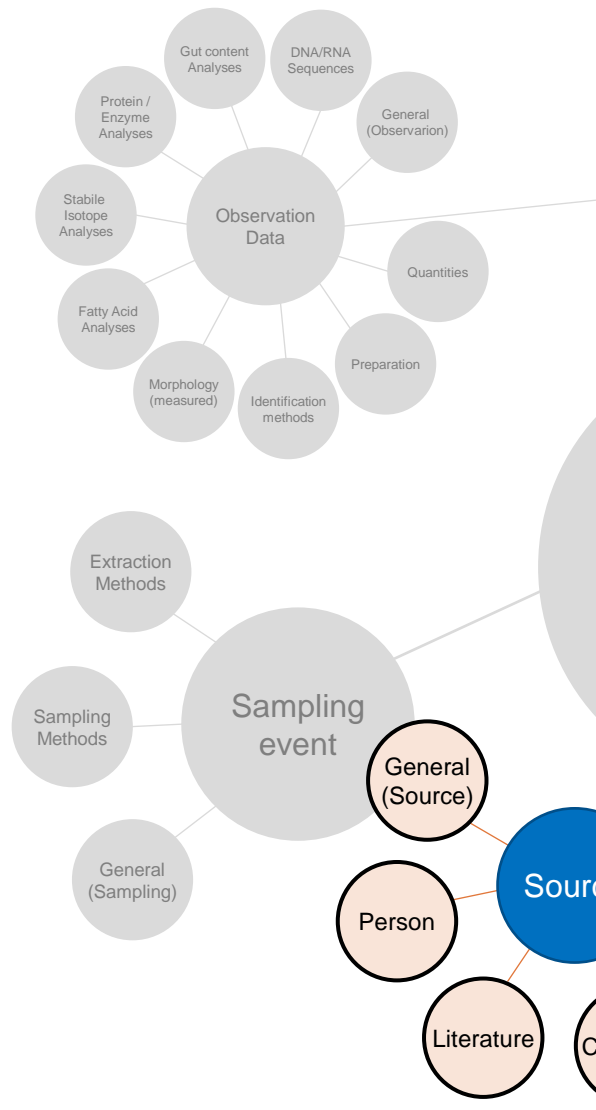 Gut content
Analyses
DNA/RNA
Sequences
Protein /
Enzyme
Analyses
General
(Observarion)
Stabile
Isotope
Analyses
Observation
Data
Quantities
Fatty Acid
Analyses
Preparation
Morphology
(measured)
Identification
methods
Extraction
Methods
Sampling
Methods
Sampling
event
General
(Sampling)
General
(Source)
Person
Literature